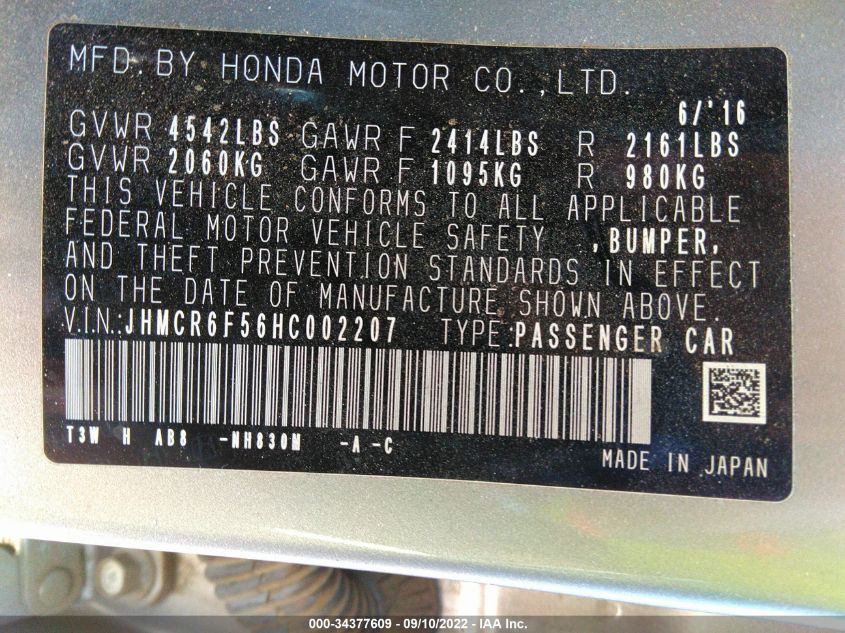 MFD. BY HONDA MOTOR CO., LTD.
6/'16
GVWR 4542LBS GAWR F 2414LBS R 2161LBS
GVWR 2060KG GAWR F 1095KG R 980KG
THIS VEHICLE CONFORMS TO ALL APPLICABLE
FEDERAL MOTOR VEHICLE SAFETY , BUMPER,
AND THEFT PREVENTION STANDARDS IN EFFECT
ON THE DATE OF MANUFACTURE SHOWN ABOVE.
V.I.N.:JHMCR6F56HC002207 TYPE:PASSENGER CAR
T3W H AB8 -NH830M -A -C
MADE IN JAPAN
000-34377609 - 09/10/2022 - IAA Inc.